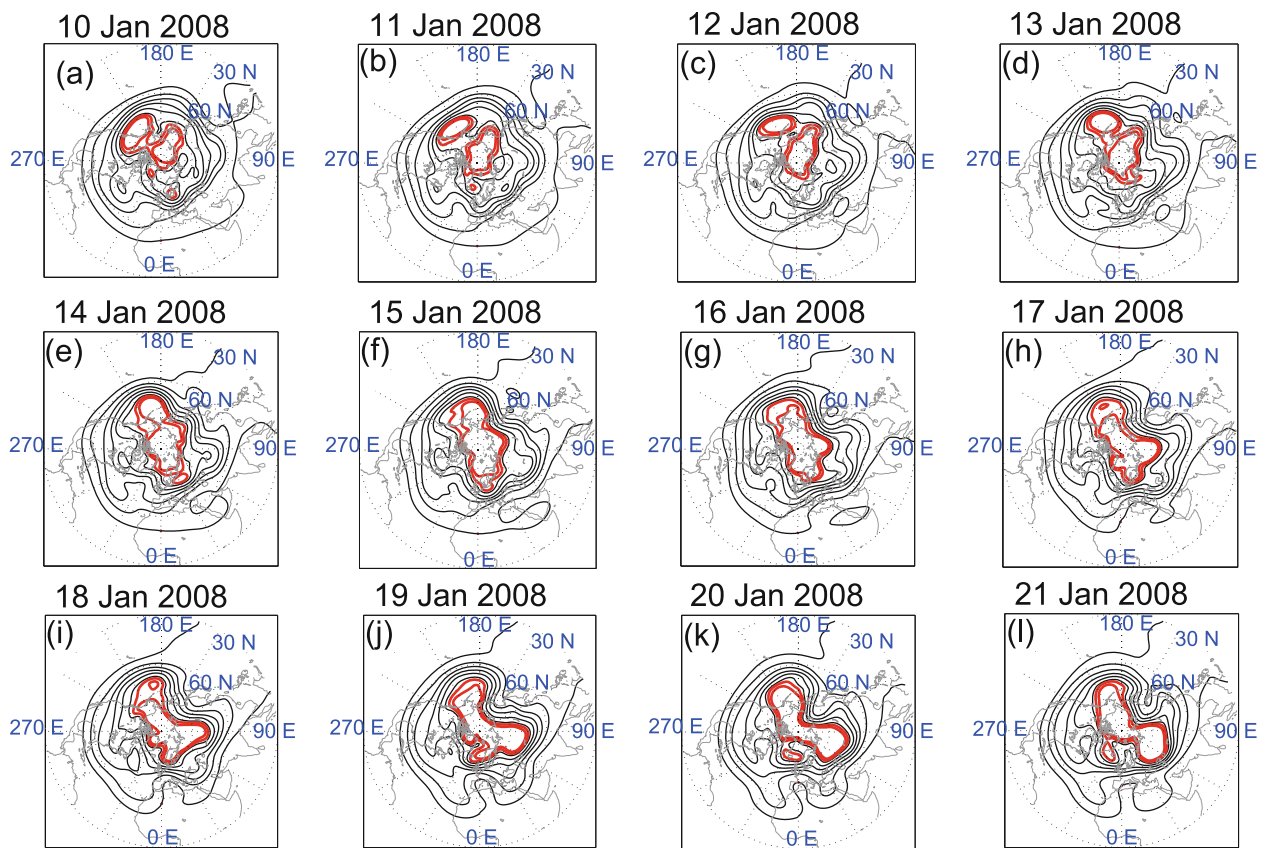 10 Jan 2008
11 Jan 2008
12 Jan 2008
13 Jan 2008
(a)
180 E
30 N
60 N
270 E
90 E
0 E
(b)
180 E
30 N
60 N
270 E
90 E
0 E
(c)
180 E
30 N
60 N
270 E
90 E
0 E
(d)
180 E
30 N
60 N
270 E
90 E
0 E
14 Jan 2008
15 Jan 2008
16 Jan 2008
17 Jan 2008
(e)
180 E
30 N
60 N
270 E
90 E
0 E
(f)
180 E
30 N
60 N
270 E
90 E
0 E
(g)
180 E
30 N
60 N
270 E
90 E
0 E
(h)
180 E
30 N
60 N
270 E
90 E
0 E
18 Jan 2008
19 Jan 2008
20 Jan 2008
21 Jan 2008
(i)
180 E
30 N
60 N
270 E
90 E
0 E
(j)
180 E
30 N
60 N
270 E
90 E
0 E
(k)
180 E
30 N
60 N
270 E
90 E
0 E
(l)
180 E
30 N
60 N
270 E
90 E
0 E